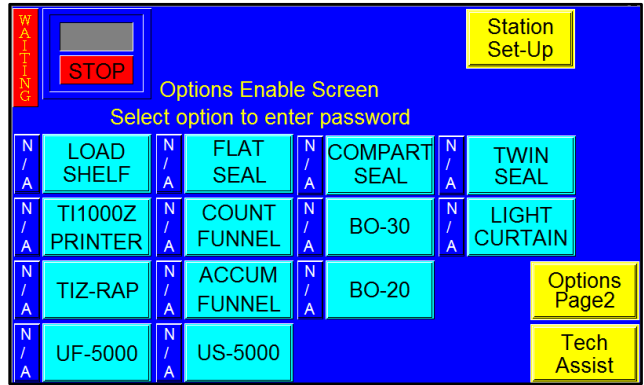 WAITING
STOP
Station
Set-Up
Options Enable Screen
Select option to enter password
N/A
LOAD
SHELF
N/A
FLAT
SEAL
N/A
COMPART
SEAL
N/A
TWIN
SEAL
N/A
TI1000Z
PRINTER
N/A
COUNT
FUNNEL
N/A
BO-30
N/A
LIGHT
CURTAIN
N/A
TIZ-RAP
N/A
ACCUM
FUNNEL
N/A
BO-20
Options
Page2
N/A
UF-5000
N/A
US-5000
Tech
Assist